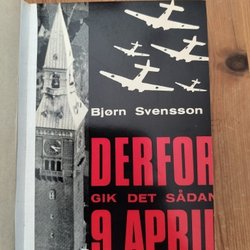 Bjørn Svensson
DERFOR
GIK DET SÅDAN
9 APRIL